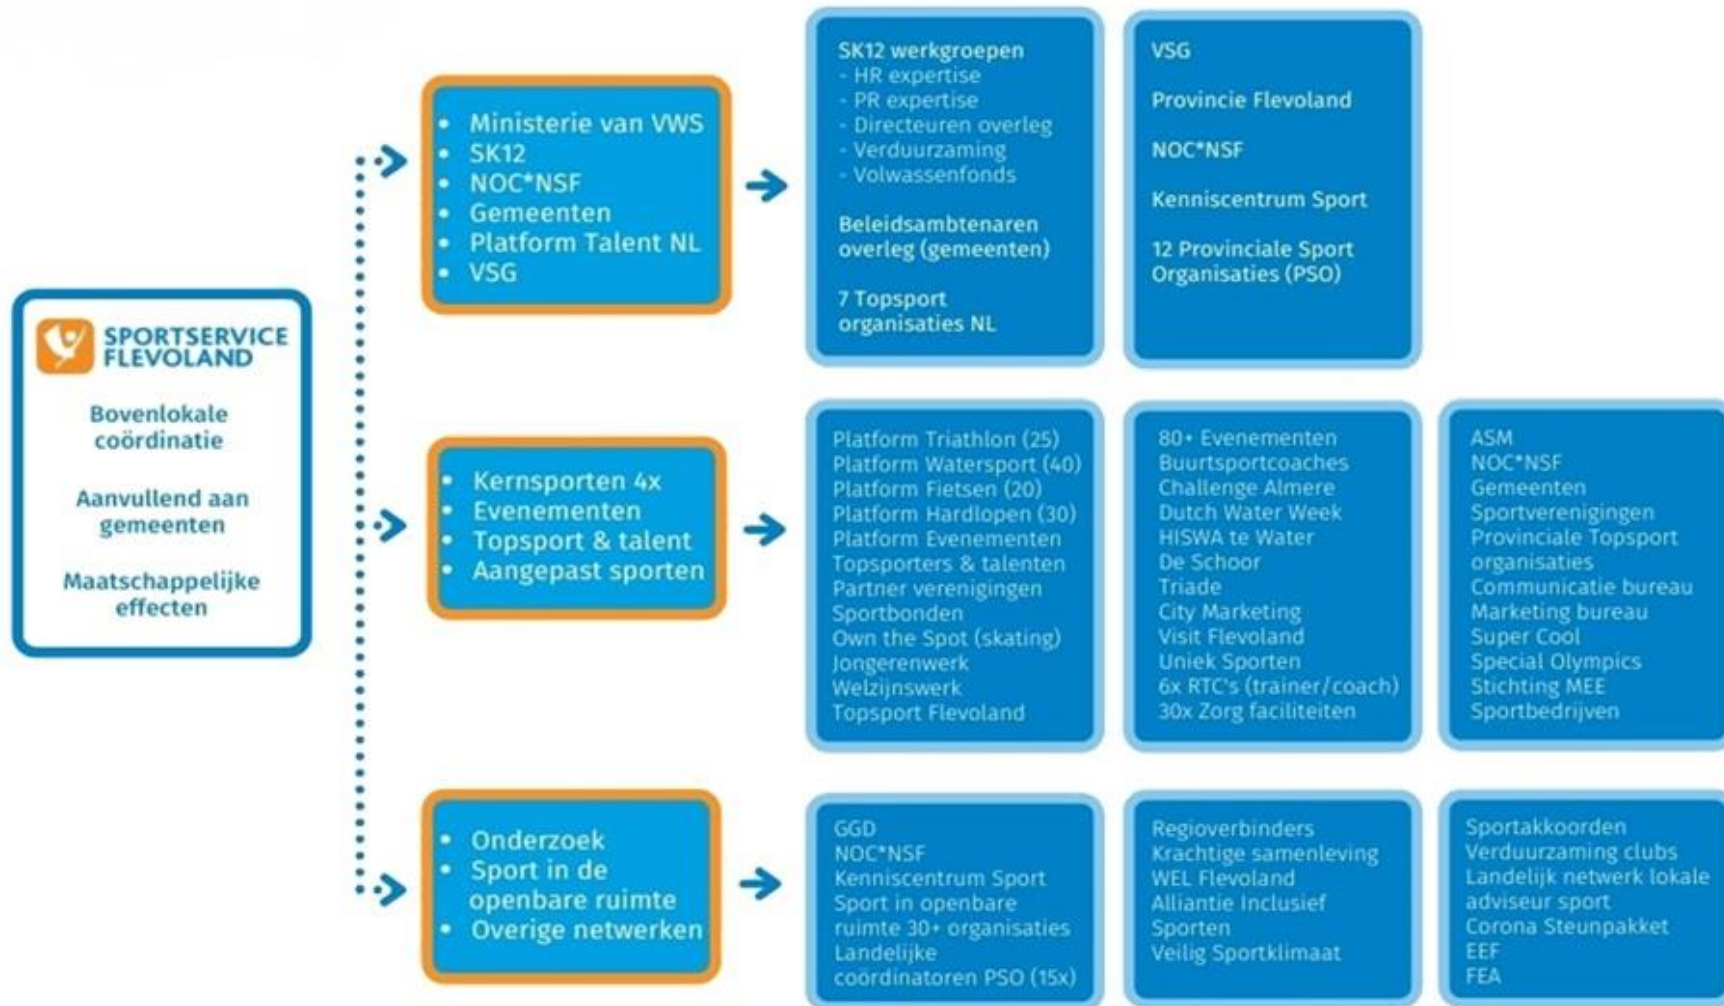 SPORTSERVICE
FLEVOLAND
Bovenlokale
coördinatie
Aanvullend aan
gemeenten
Maatschappelijke
effecten
• Ministerie van VWS
• SK12
• NOC*NSF
• Gemeenten
• Platform Talent NL
• VSG
SK12 werkgroepen
- HR expertise
- PR expertise
- Directeuren overleg
- Verduurzaming
- Volwassenfonds
Beleidsambtenaren
overleg (gemeenten)
7 Topsport
organisaties NL
VSG
Provincie Flevoland
NOC*NSF
Kenniscentrum Sport
12 Provinciale Sport
Organisaties (PSO)
• Kernsporten 4x
• Evenementen
• Topsport & talent
• Aangepast sporten
Platform Triathlon (25)
Platform Watersport (40)
Platform Fietsen (20)
Platform Hardlopen (30)
Platform Evenementen
Topsporters & talenten
Partner verenigingen
Sportbonden
Own the Spot (skating)
Jongerenwerk
Welzijnswerk
Topsport Flevoland
80+ Evenementen
Buurtsportcoaches
Challenge Almere
Dutch Water Week
HISWA te Water
De Schoor
Triade
City Marketing
Visit Flevoland
Uniek Sporten
6x RTC's (trainer/coach)
30x Zorg faciliteiten
ASM
NOC*NSF
Gemeenten
Sportverenigingen
Provinciale Topsport
organisaties
Communicatie bureau
Marketing bureau
Super Cool
Special Olympics
Stichting MEE
Sportbedrijven
• Onderzoek
• Sport in de
openbare ruimte
• Overige netwerken
GGD
NOC*NSF
Kenniscentrum Sport
Sport in openbare
ruimte 30+ organisaties
Landelijke
coördinatoren PSO (15x)
Regioverbinders
Krachtige samenleving
WEL Flevoland
Alliantie Inclusief
Sporten
Veilig Sportklimaat
Sportakkoorden
Verduurzaming clubs
Landelijk netwerk lokale
adviseur sport
Corona Steunpakket
EEF
FEA